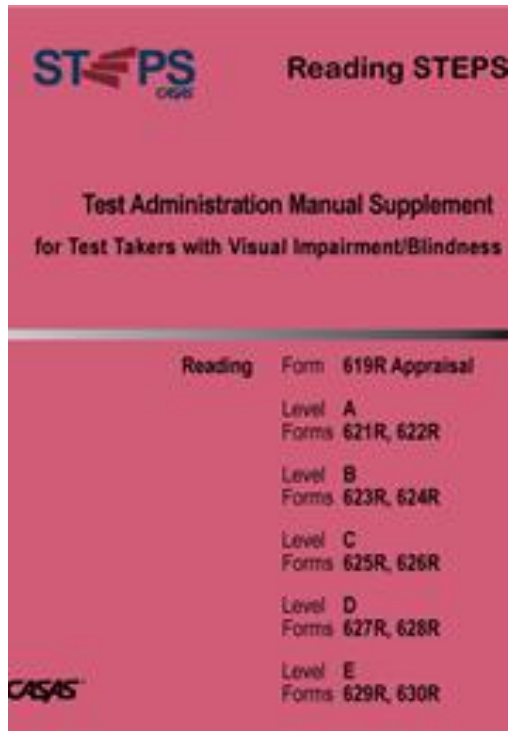 STEPS
CASAS
Reading STEPS
Test Administration Manual Supplement
for Test Takers with Visual Impairment/Blindness
Reading Form 619R Appraisal
Level A
Forms 621R, 622R
Level B
Forms 623R, 624R
Level C
Forms 625R, 626R
Level D
Forms 627R, 628R
Level E
Forms 629R, 630R
CASAS